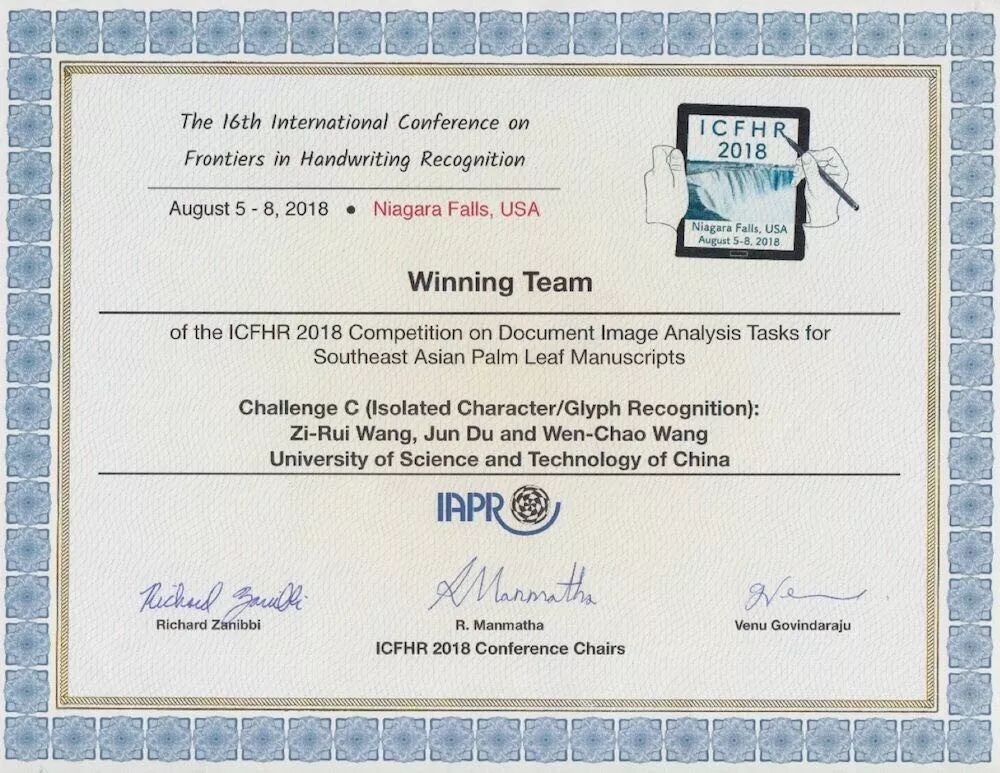 The 16th International Conference on
Frontiers in Handwriting Recognition
August 5 - 8, 2018 • Niagara Falls, USA
ICFHR
2018
Niagara Falls, USA
August 5-8, 2018
Winning Team
of the ICFHR 2018 Competition on Document Image Analysis Tasks for
Southeast Asian Palm Leaf Manuscripts
Challenge C (Isolated Character/Glyph Recognition):
Zi-Rui Wang, Jun Du and Wen-Chao Wang
University of Science and Technology of China
IAPR
Richard Zanibbi
R Manmatha
Richard Zanibbi
R. Manmatha
Venu Govindaraju
ICFHR 2018 Conference Chairs